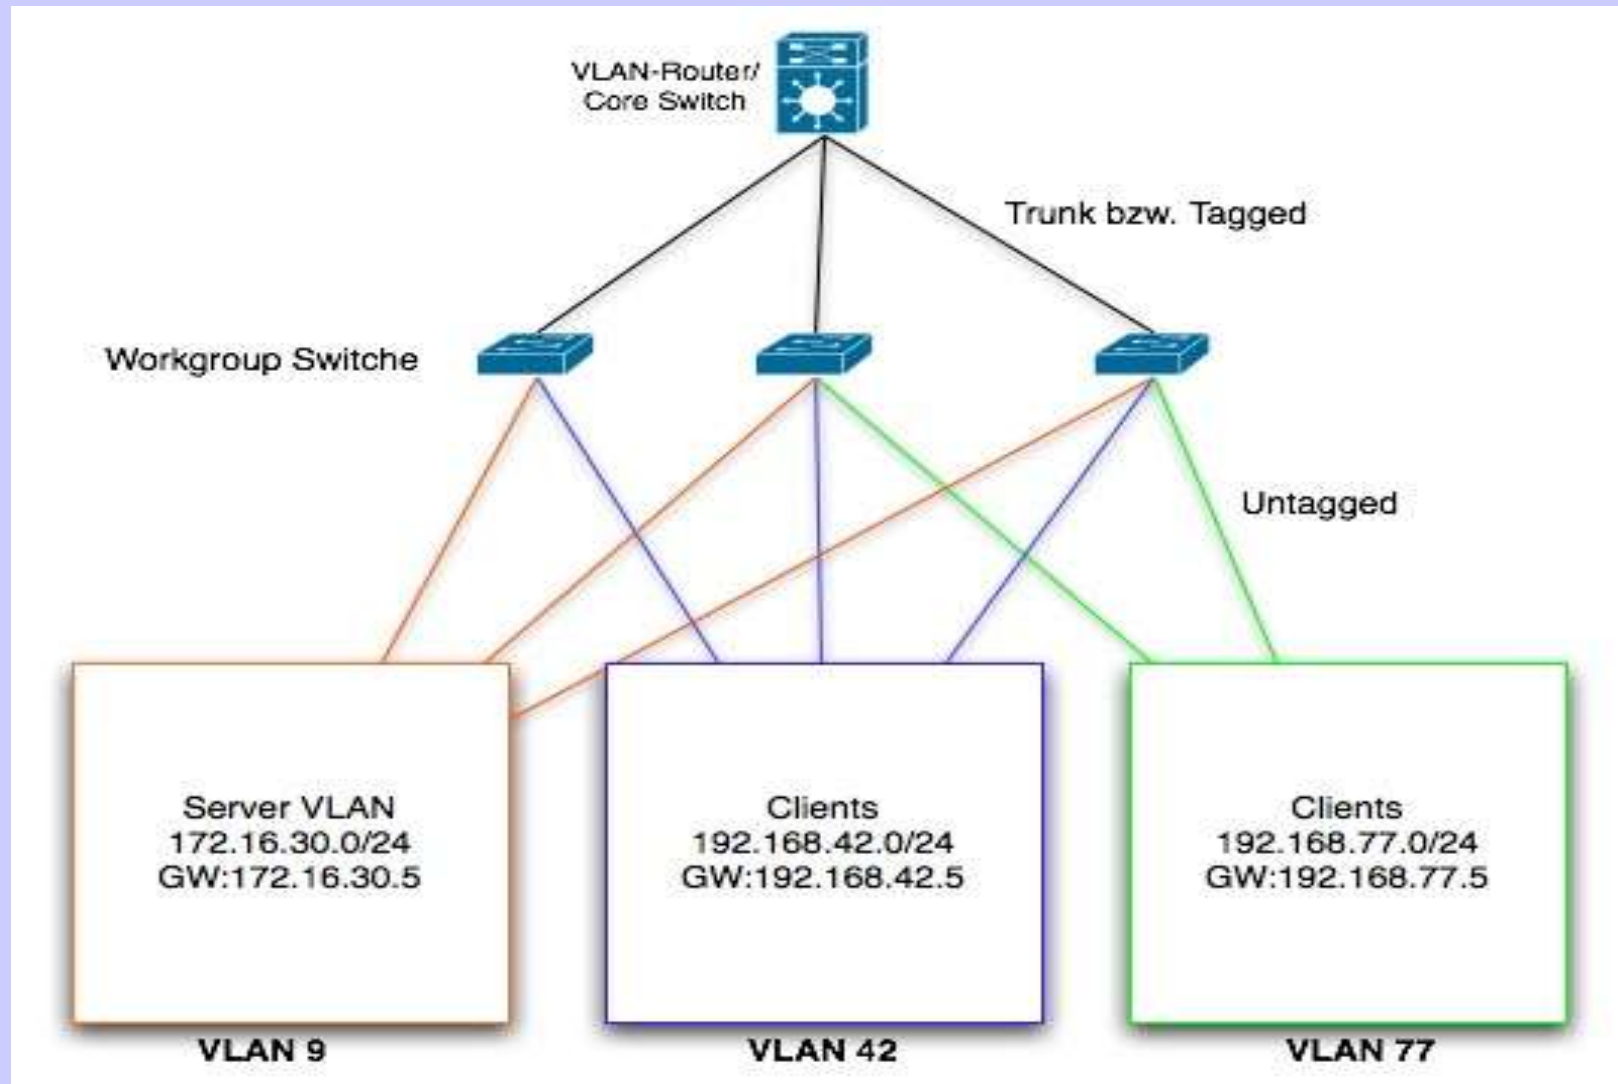 VLAN-Router/
Core Switch
Trunk bzw. Tagged
Workgroup Switche
Untagged
Server VLAN
172.16.30.0/24
GW:172.16.30.5
Clients
192.168.42.0/24
GW:192.168.42.5
Clients
192.168.77.0/24
GW:192.168.77.5
VLAN 9
VLAN 42
VLAN 77